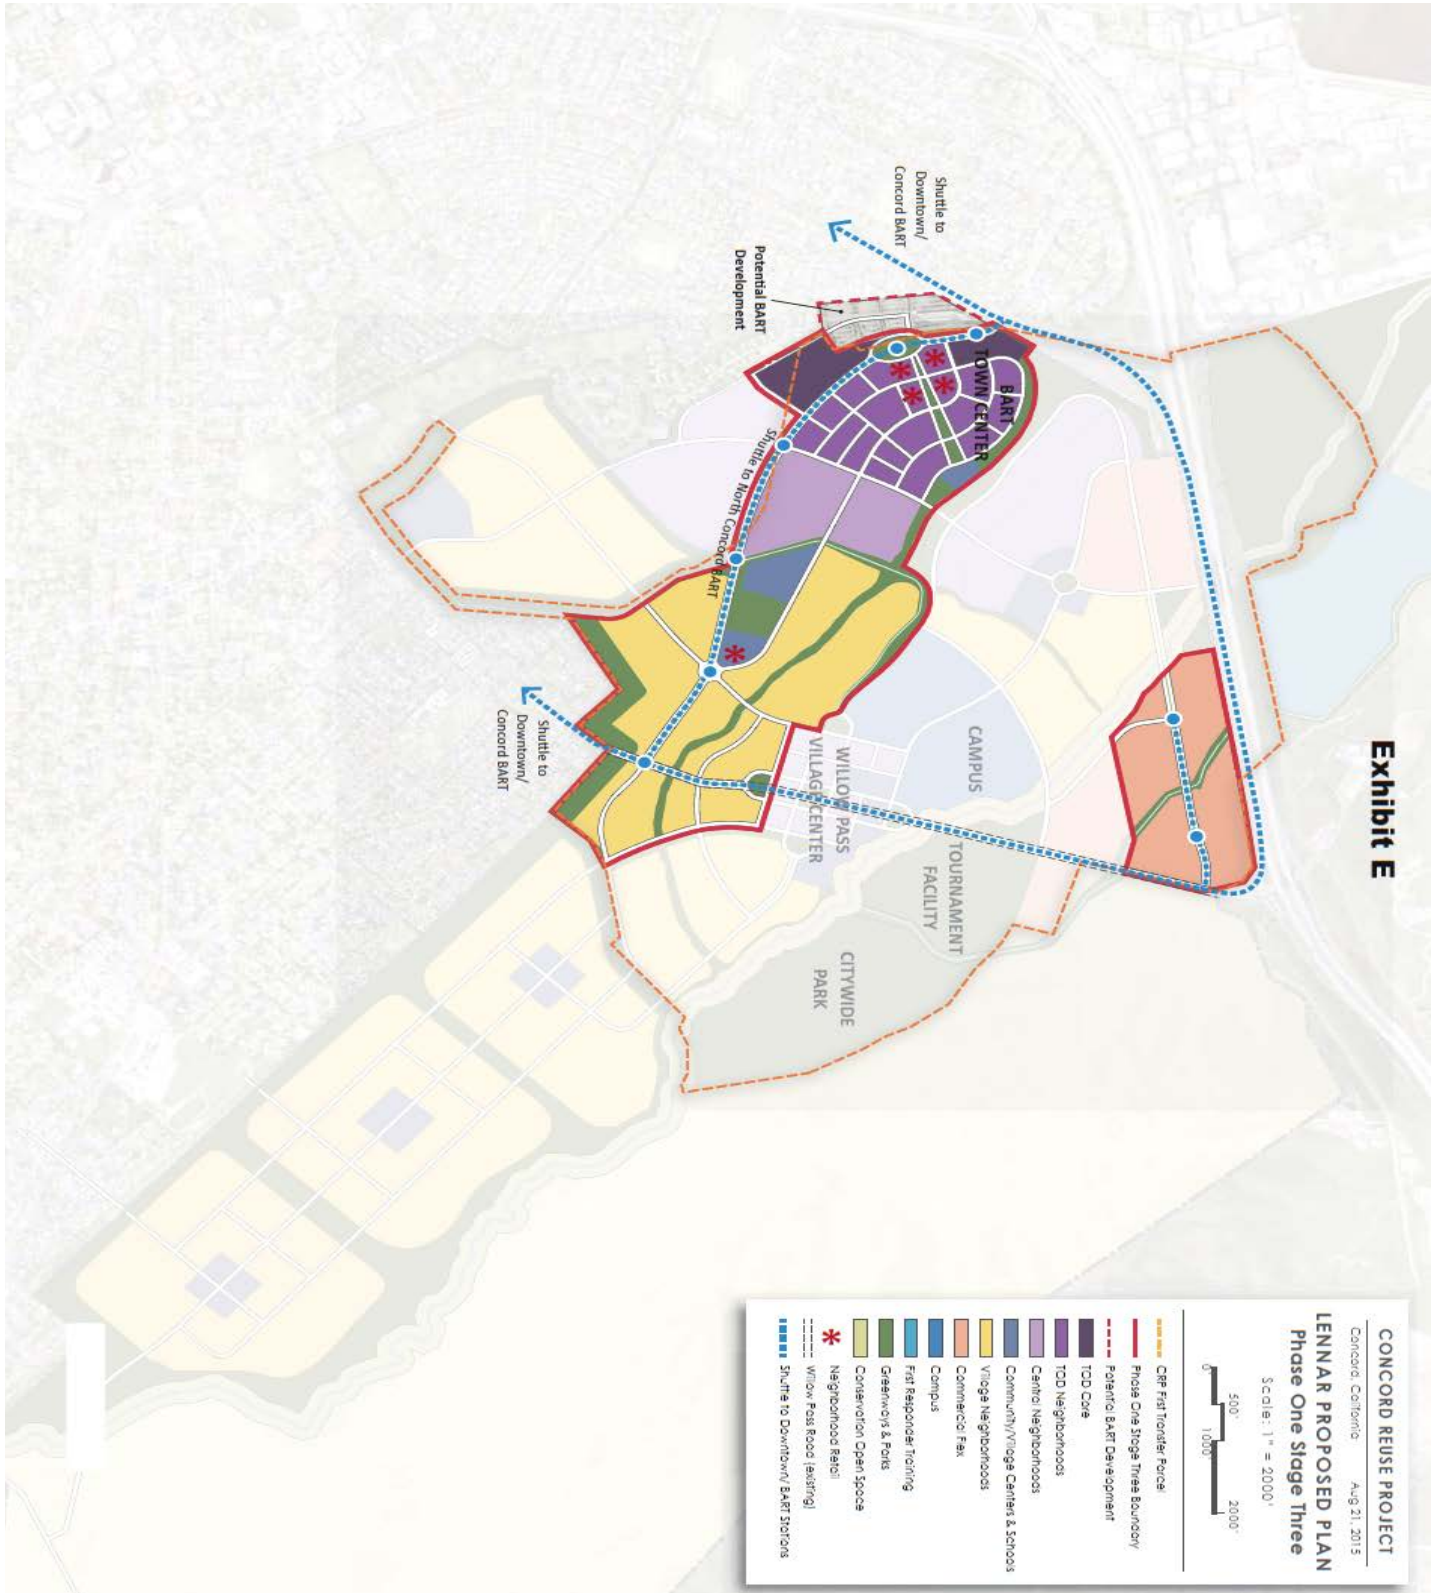 Exhibit E
CONCORD REUSE PROJECT
Concord, California Aug 21, 2015
LENNAR PROPOSED PLAN
Phase One Stage Three
Scale: 1" = 2000'
0 500' 1000' 2000'
CRP First Transfer Parcel
Phase One Stage Three Boundary
Potential BART Development
TOD Core
TOD Neighborhoods
Central Neighborhoods
Community/Village Centers & Schools
Village Neighborhoods
Commercial Flex
Campus
First Responder Training
Greenways & Parks
Conservation Open Space
Neighborhood Retail
Willow Pass Road (existing)
Shuttle to Downtown/ BART Stations
Shuttle to
Downtown/
Concord BART
Potential BART
Development
BART
TOWN CENTER
Shuttle to North Concord BART
Shuttle to
Downtown/
Concord BART
CAMPUS
WILLOW PASS
VILLAGE CENTER
TOURNAMENT
FACILITY
CITYWIDE
PARK